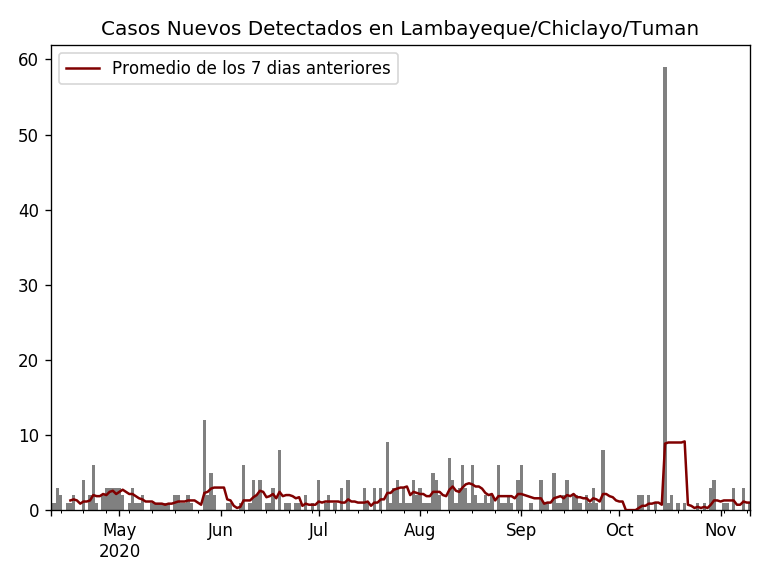 Casos Nuevos Detectados en Lambayeque/Chiclayo/Tuman
Promedio de los 7 dias anteriores
60
50
40
30
20
10
0
May Jun Jul Aug Sep Oct Nov
2020